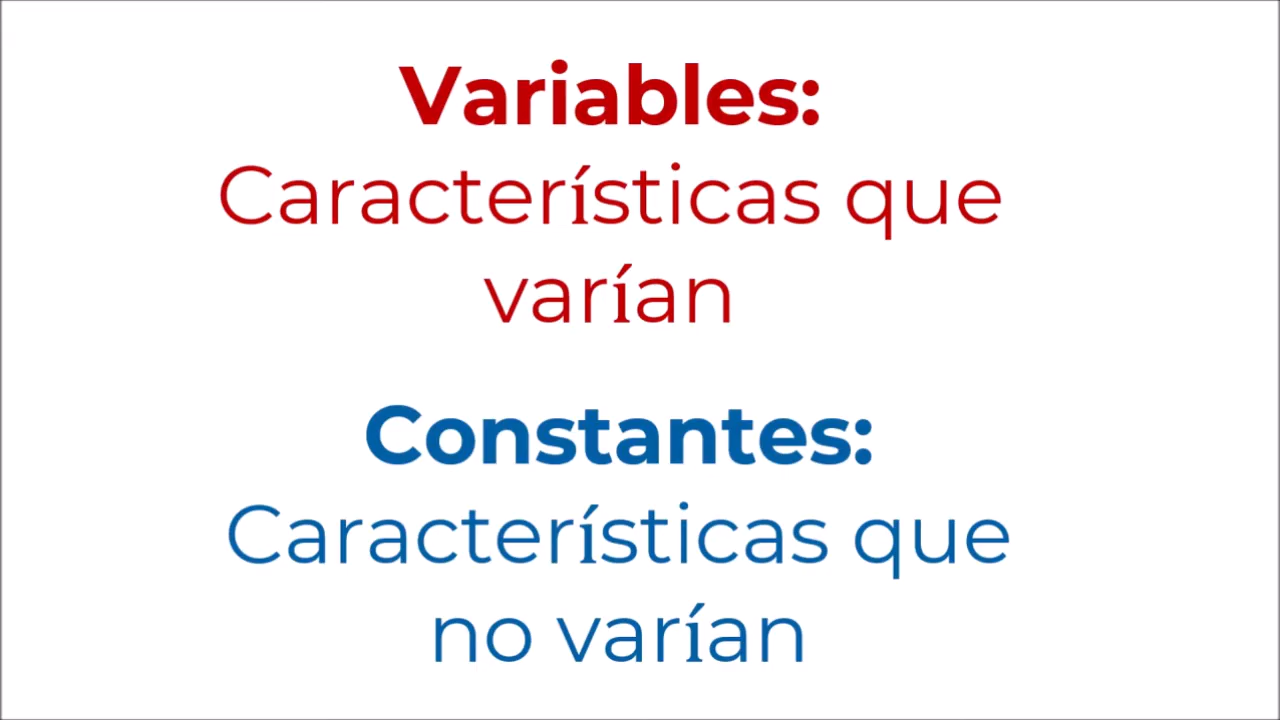 Variables:
Características que
varían
Constantes:
Características que
no varían